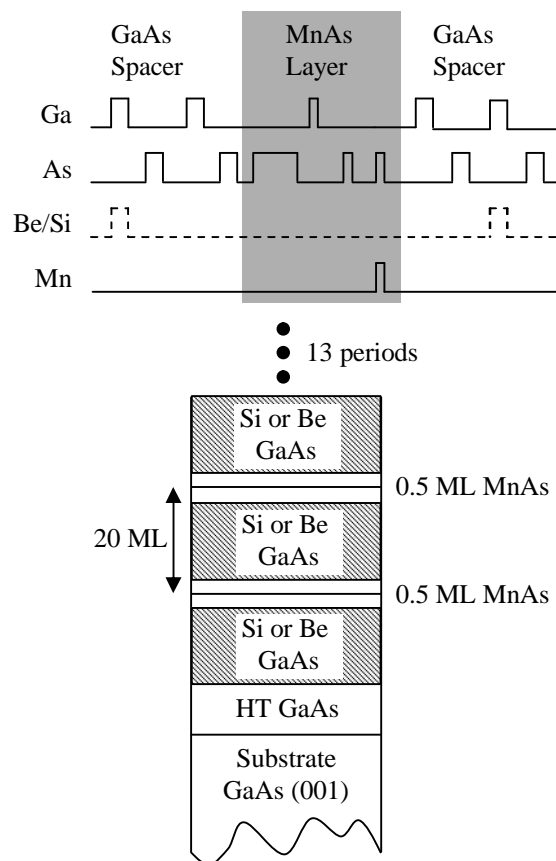 GaAs
Spacer
MnAs
Layer
GaAs
Spacer
Ga
As
Be/Si
Mn
13 periods
Si or Be
GaAs
0.5 ML MnAs
20 ML
Si or Be
GaAs
0.5 ML MnAs
Si or Be
GaAs
HT GaAs
Substrate
GaAs (001)